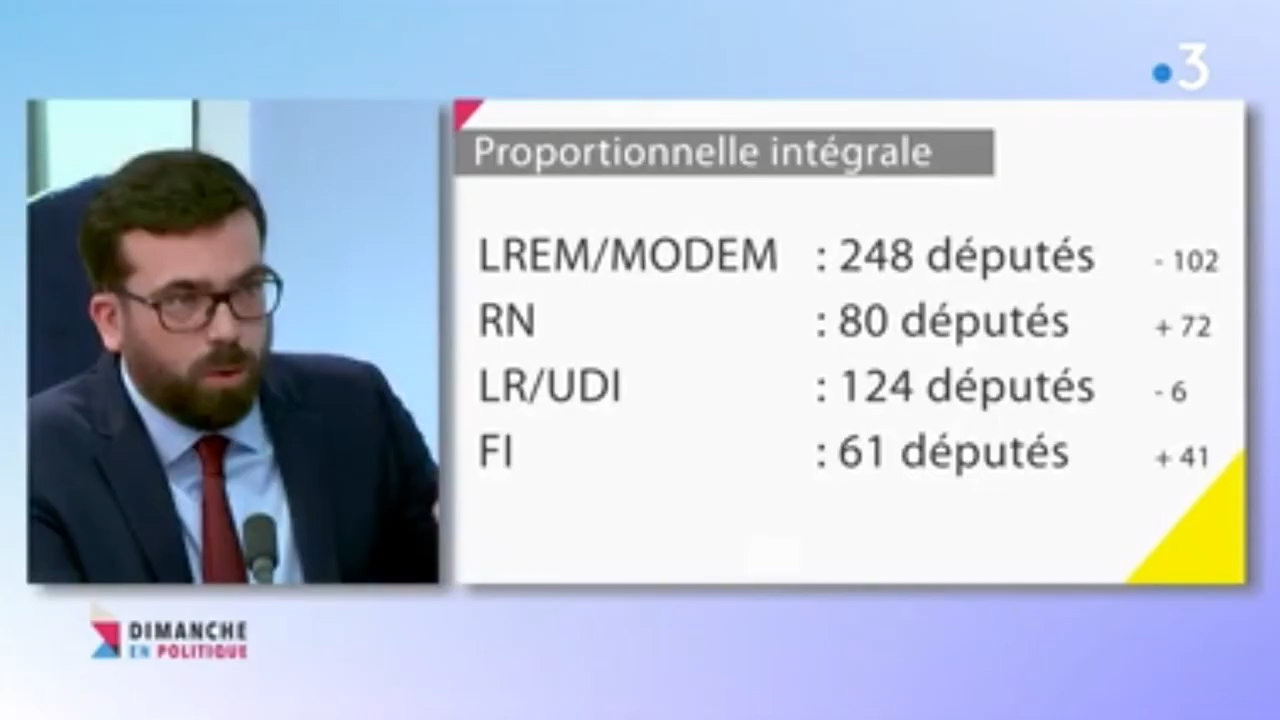 3
Proportionnelle intégrale
LREM/MODEM : 248 députés - 102
RN : 80 députés + 72
LR/UDI : 124 députés - 6
FI : 61 députés + 41
DIMANCHE
EN POLITIQUE